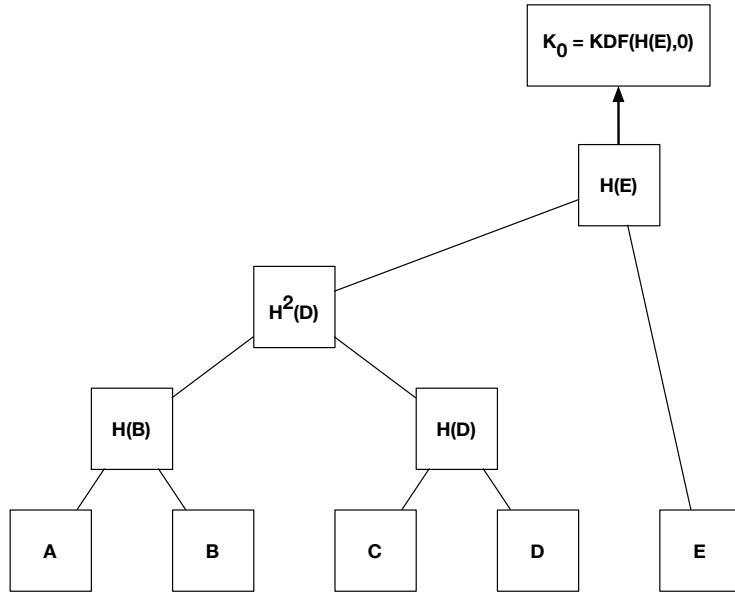 K₀ = KDF(H(E),0)
H(E)
H²(D)
H(B)
H(D)
A
B
C
D
E